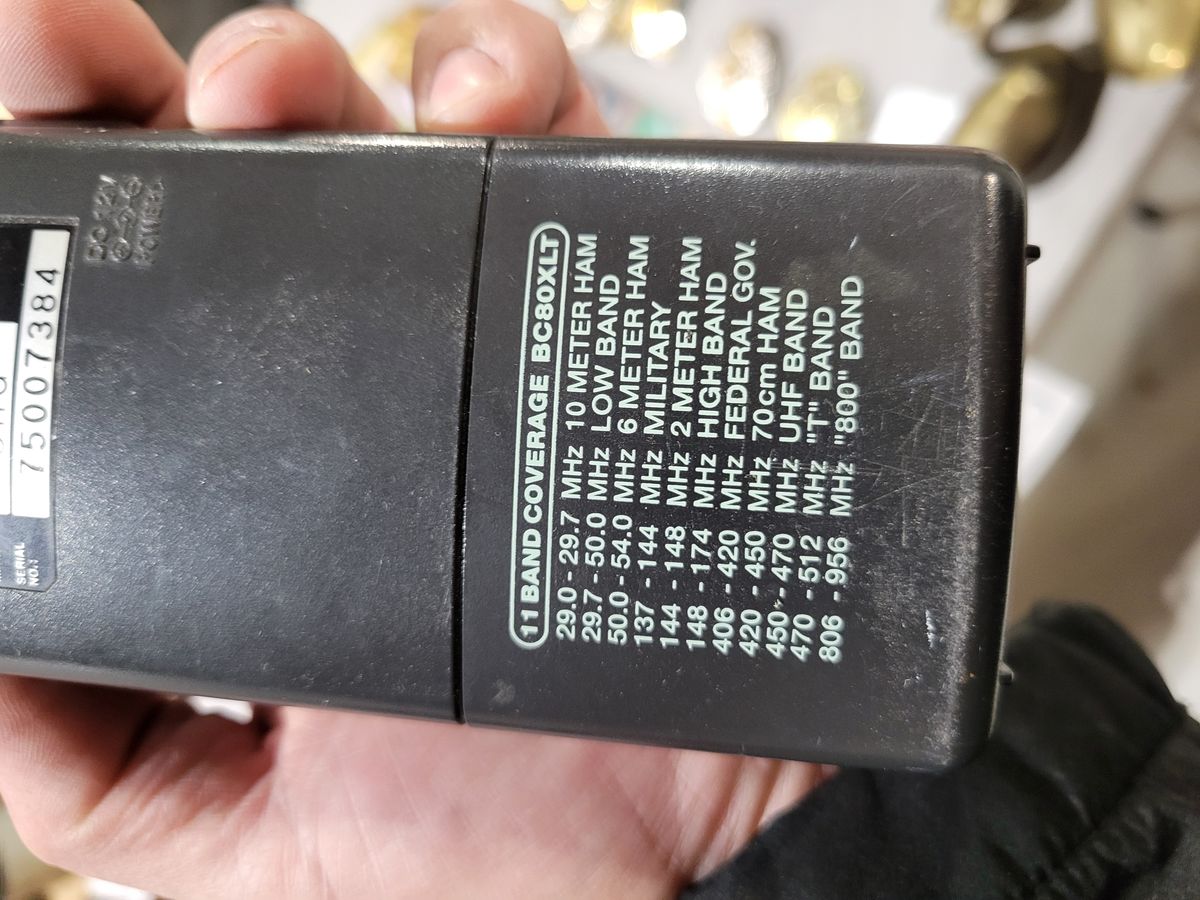 DC 12V
POWER
SERIAL
NO.:
75007384
11 BAND COVERAGE BC80XLT
29.0 - 29.7 MHz 10 METER HAM
29.7 - 50.0 MHz LOW BAND
50.0 - 54.0 MHz 6 METER HAM
137 - 144 MHz MILITARY
144 - 148 MHz 2 METER HAM
148 - 174 MHz HIGH BAND
406 - 420 MHz FEDERAL GOV.
420 - 450 MHz 70cm HAM
450 - 470 MHz UHF BAND
470 - 512 MHz "T" BAND
806 - 956 MHz "800" BAND